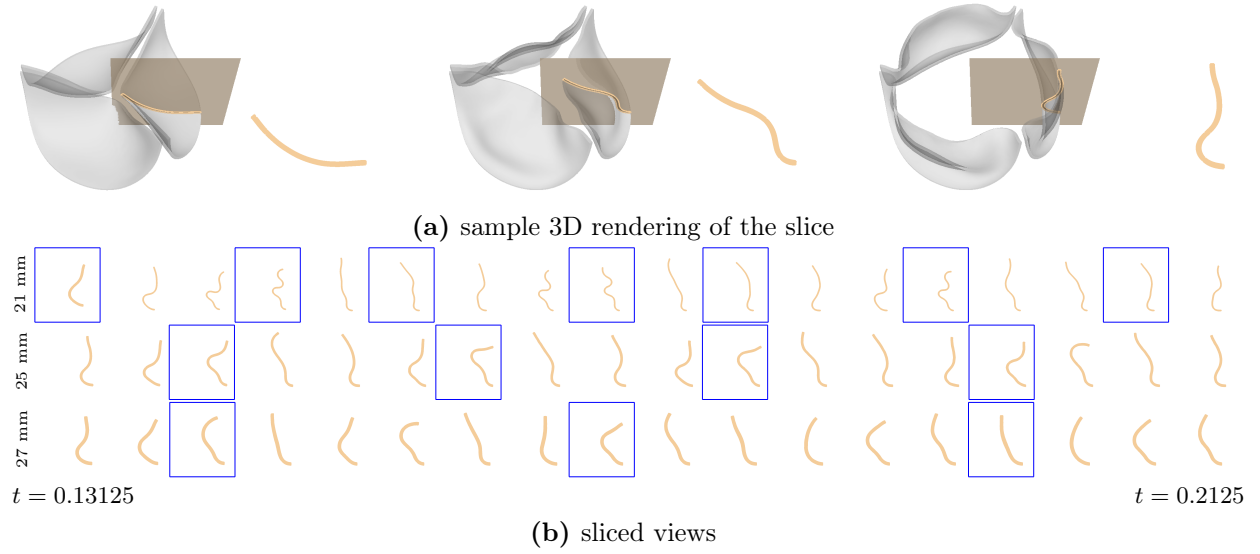 (a) sample 3D rendering of the slice
21 mm
25 mm
27 mm
t = 0.13125
t = 0.2125
(b) sliced views